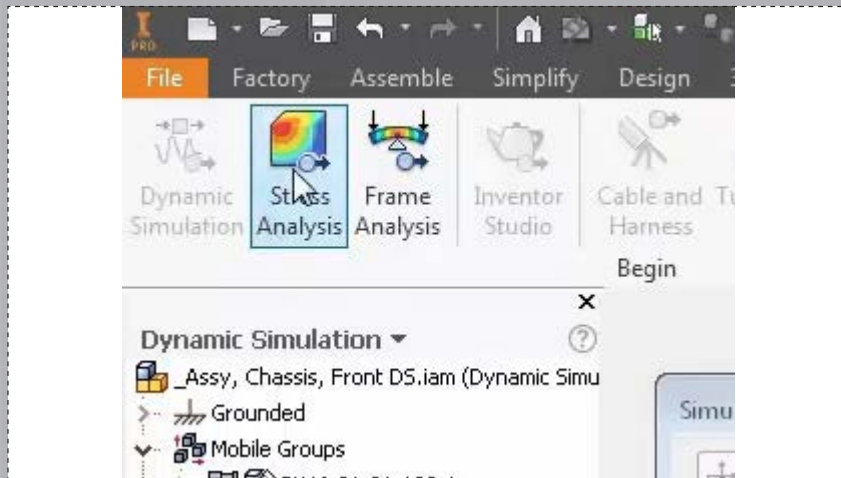 PRO
File Factory Assemble Simplify Design
Dynamic Simulation
Stress Analysis
Frame Analysis
Inventor Studio
Cable and Harness
Begin
Dynamic Simulation
_Assy, Chassis, Front DS.iam (Dynamic Simu
Grounded
Simu
Mobile Groups